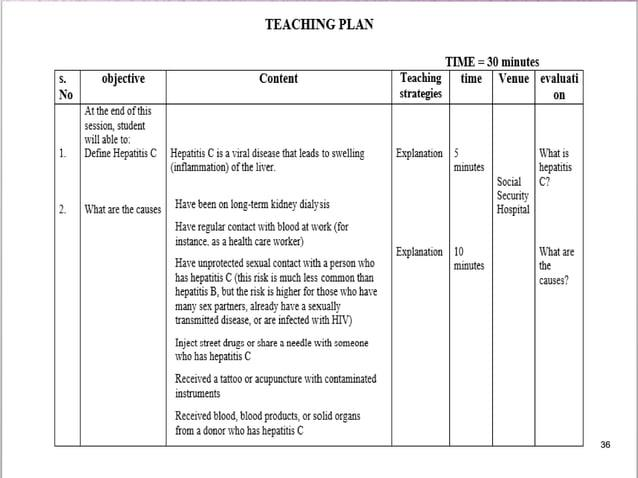 TEACHING PLAN
TIME = 30 minutes
s. No
objective
Content
Teaching strategies
time
Venue
evaluati on
At the end of this
session, student
will able to:
1.
Define Hepatitis C
Hepatitis C is a viral disease that leads to swelling
(inflammation) of the liver.
Explanation
5
minutes
Social
Security
Hospital
What is
hepatitis
C?
2.
What are the causes
Have been on long-term kidney dialysis
Have regular contact with blood at work (for
instance, as a health care worker)
Have unprotected sexual contact with a person who
has hepatitis C (this risk is much less common than
hepatitis B, but the risk is higher for those who have
many sex partners, already have a sexually
transmitted disease, or are infected with HIV)
Inject street drugs or share a needle with someone
who has hepatitis C
Received a tattoo or acupuncture with contaminated
instruments
Received blood, blood products, or solid organs
from a donor who has hepatitis C
Explanation
10
minutes
What are
the
causes?
36